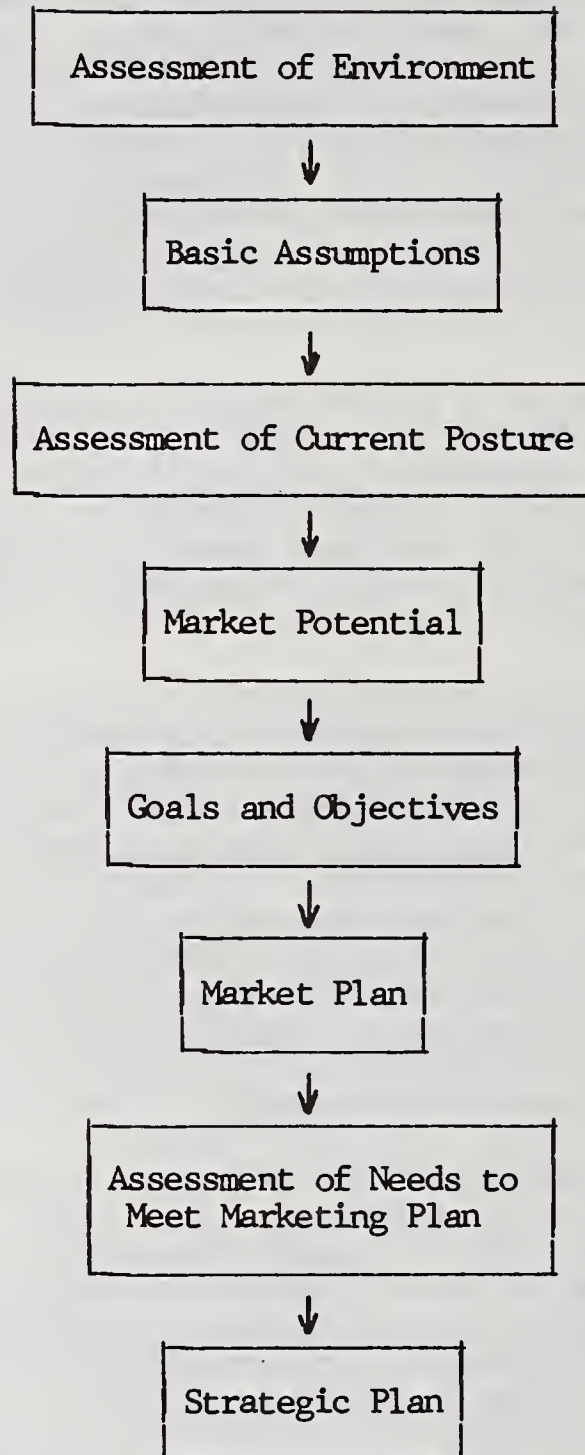 Assessment of Environment
Basic Assumptions
Assessment of Current Posture
Market Potential
Goals and Objectives
Market Plan
Assessment of Needs to
Meet Marketing Plan
Strategic Plan